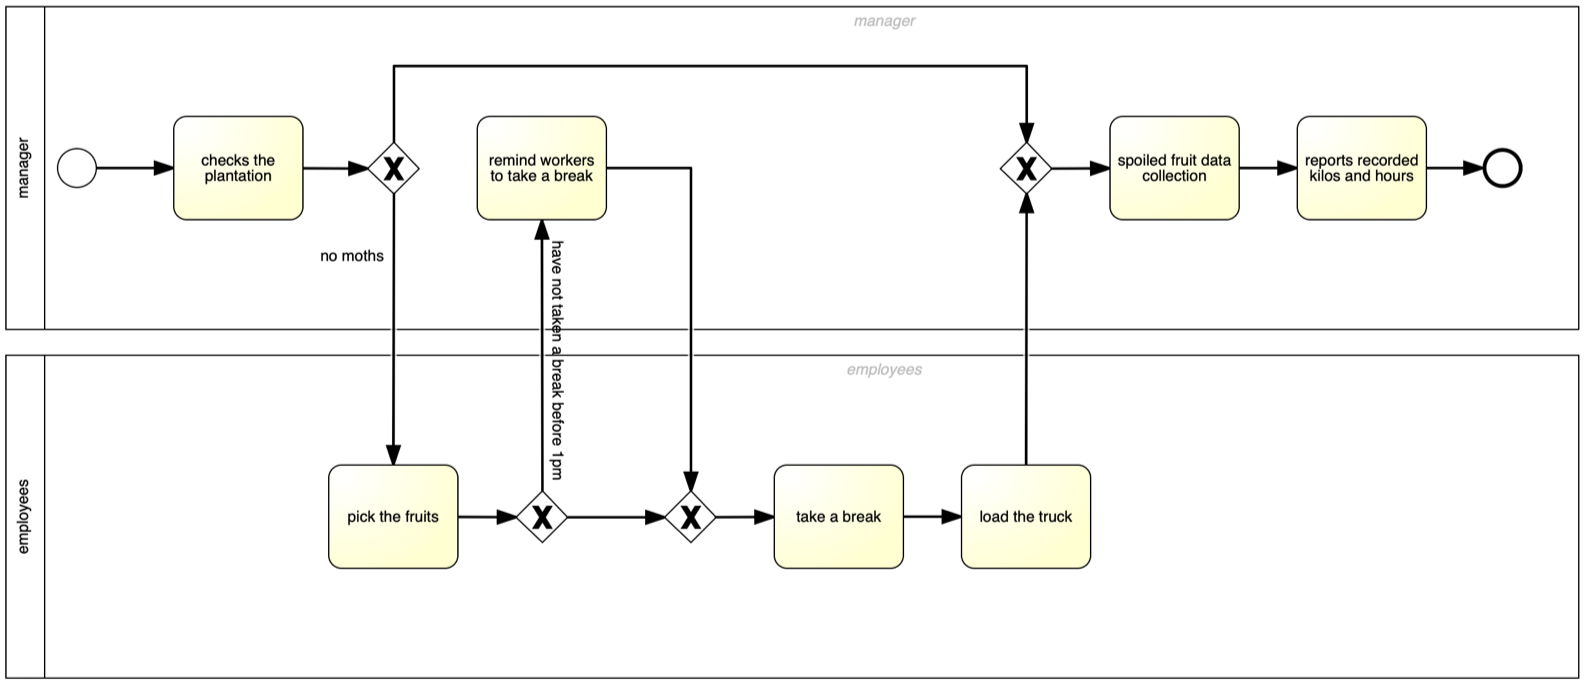 manager
manager
checks the
plantation
remind workers
to take a break
spoiled fruit data
collection
reports recorded
kilos and hours
X
X
no moths
have not taken a break before 1pm
employees
employees
pick the fruits
X
X
take a break
load the truck